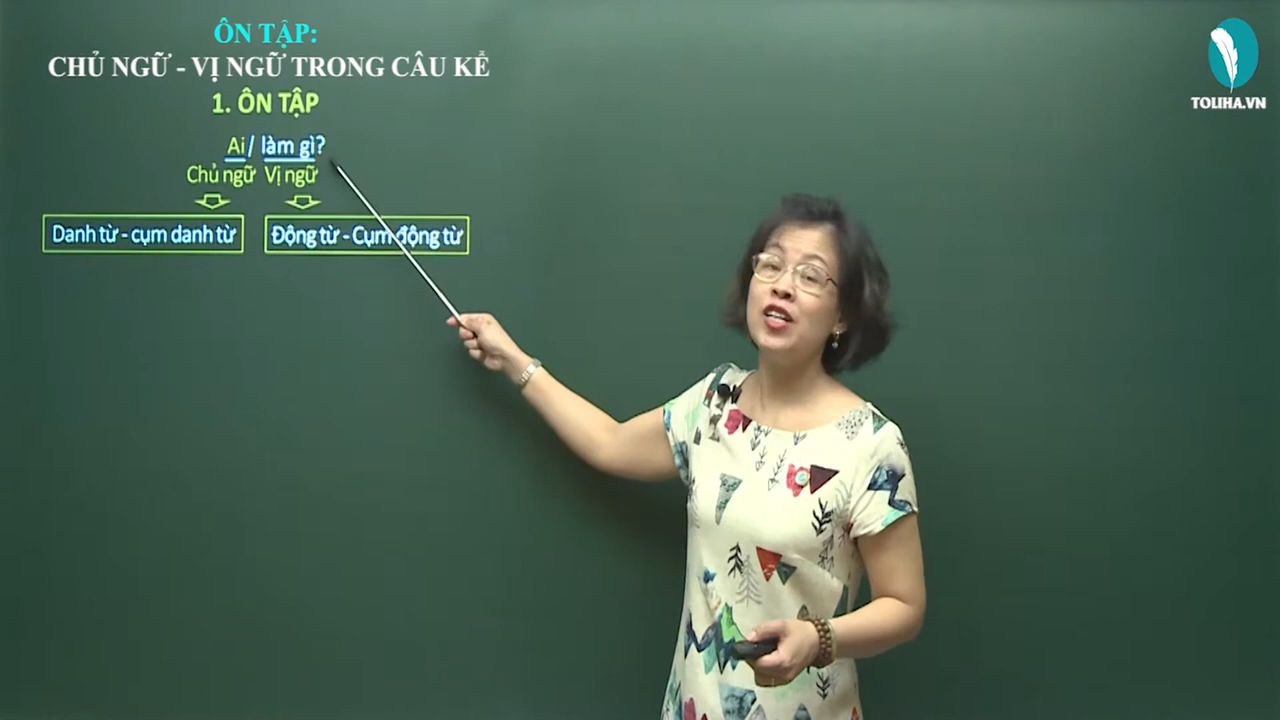 ÔN TẬP:
CHỦ NGỮ - VỊ NGỮ TRONG CÂU KỂ
1. ÔN TẬP
Ai/ làm gì?
Chủ ngữ Vị ngữ
Danh từ - cụm danh từ
Động từ - Cụm động từ
TOLIHA.VN